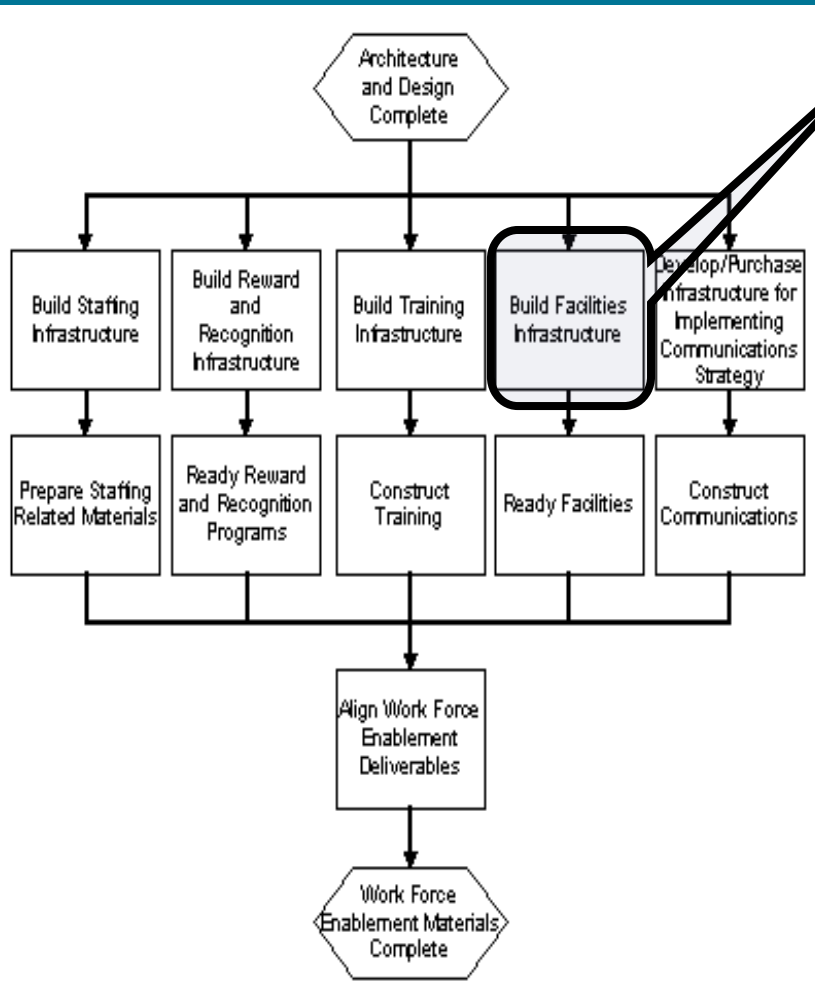 Architecture
and Design
Complete
Build Staffing
Infrastructure
Build Reward
and
Recognition
Infrastructure
Build Training
Infrastructure
Build Facilities
Infrastructure
Develop/Purchase
Infrastructure for
Implementing
Communications
Strategy
Prepare Staffing
Related Materials
Ready Reward
and Recognition
Programs
Construct
Training
Ready Facilities
Construct
Communications
Align Work Force
Enablement
Deliverables
Work Force
Enablement Materials
Complete